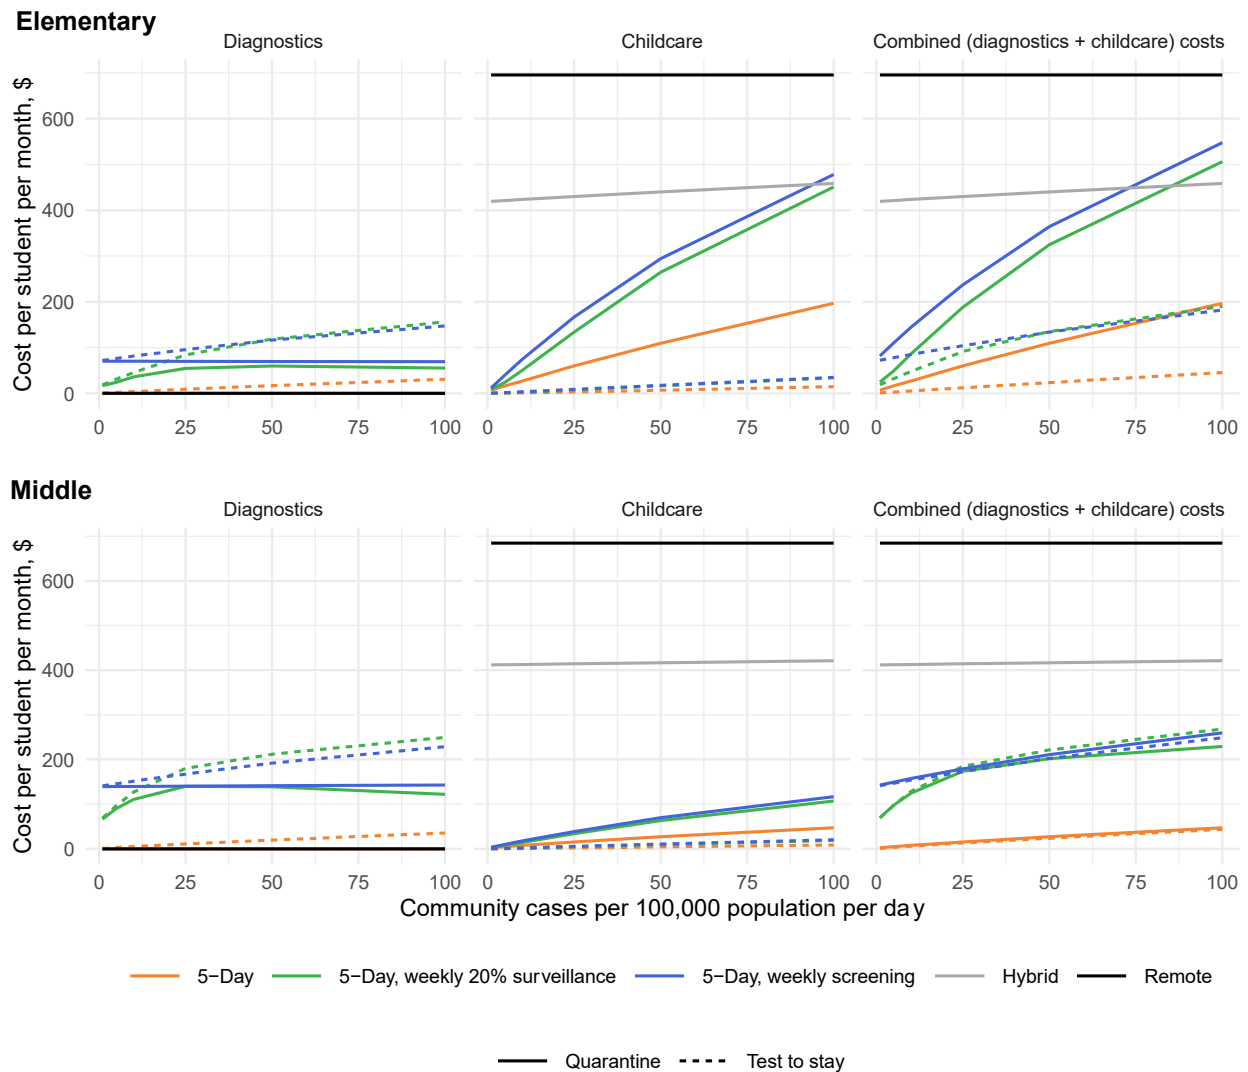 Elementary
Diagnostics Childcare Combined (diagnostics + childcare) costs
Cost per student per month, $
600
400
200
0
0 25 50 75 100 0 25 50 75 100 0 25 50 75 100
Middle
Diagnostics Childcare Combined (diagnostics + childcare) costs
Cost per student per month, $
600
400
200
0
0 25 50 75 100 0 25 50 75 100 0 25 50 75 100
Community cases per 100,000 population per day
5−Day 5−Day, weekly 20% surveillance 5−Day, weekly screening Hybrid Remote
Quarantine Test to stay